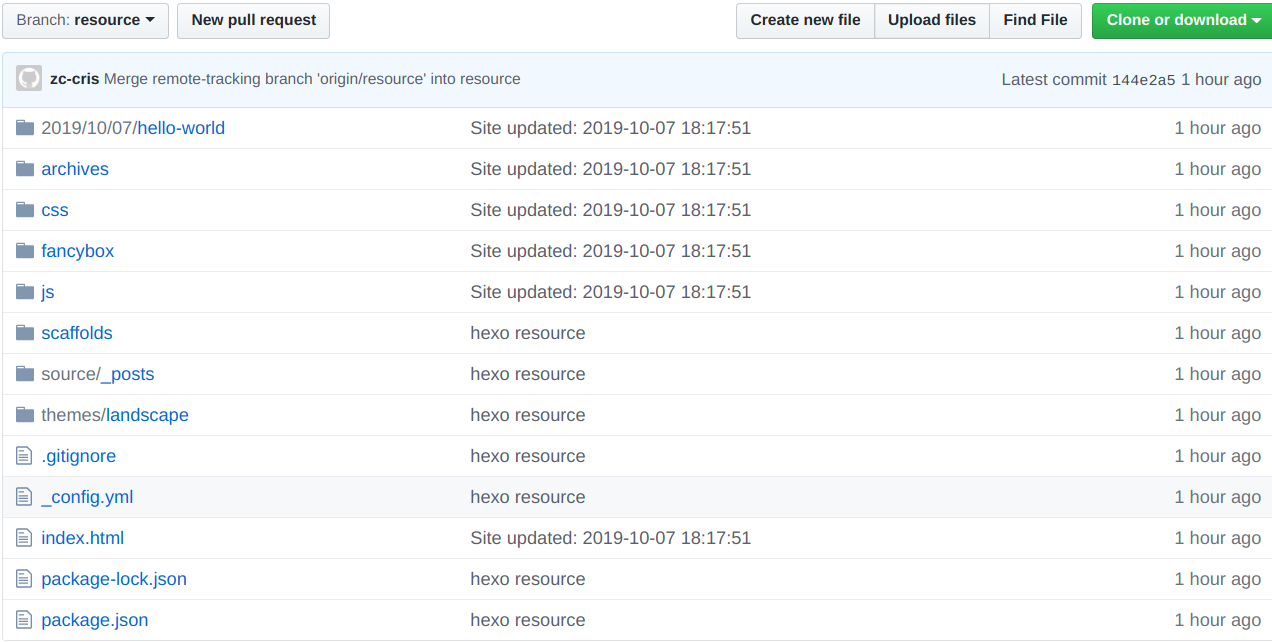 Branch: resource New pull request Create new file Upload files Find File Clone or download
zc-cris Merge remote-tracking branch 'origin/resource' into resource Latest commit 144e2a5 1 hour ago
2019/10/07/hello-world Site updated: 2019-10-07 18:17:51 1 hour ago
archives Site updated: 2019-10-07 18:17:51 1 hour ago
css Site updated: 2019-10-07 18:17:51 1 hour ago
fancybox Site updated: 2019-10-07 18:17:51 1 hour ago
js Site updated: 2019-10-07 18:17:51 1 hour ago
scaffolds hexo resource 1 hour ago
source/_posts hexo resource 1 hour ago
themes/landscape hexo resource 1 hour ago
.gitignore hexo resource 1 hour ago
_config.yml hexo resource 1 hour ago
index.html Site updated: 2019-10-07 18:17:51 1 hour ago
package-lock.json hexo resource 1 hour ago
package.json hexo resource 1 hour ago